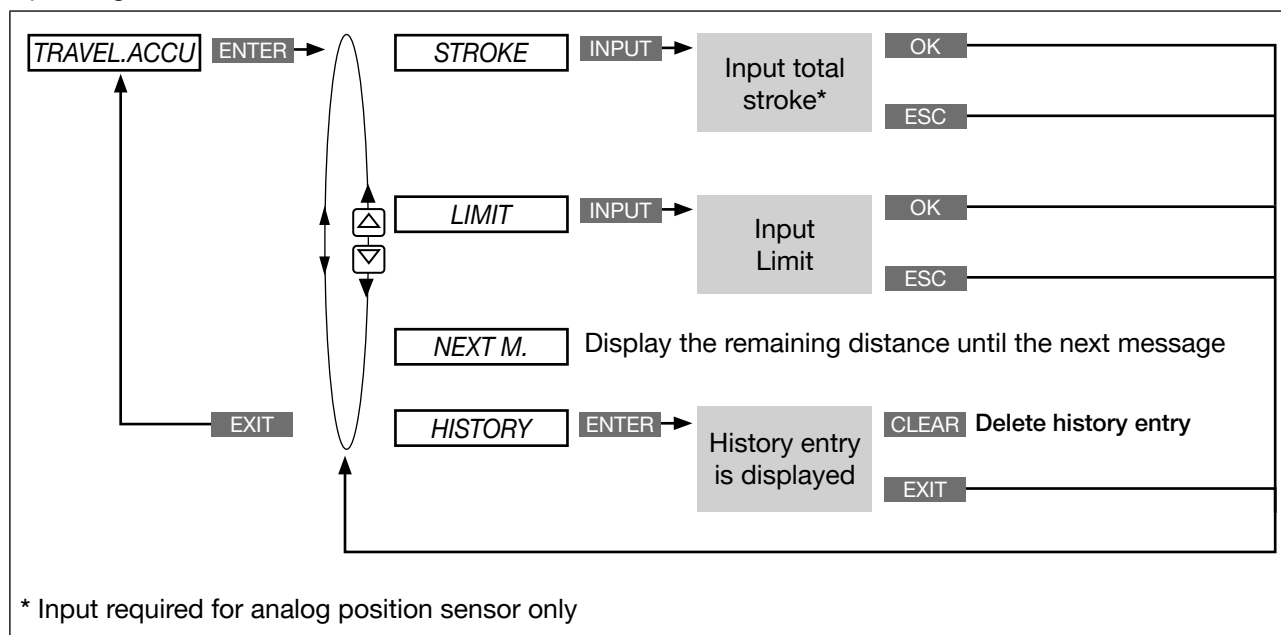 TRAVEL.ACCU ENTER STROKE INPUT Input total stroke* OK
ESC
LIMIT INPUT Input Limit OK
ESC
NEXT M. Display the remaining distance until the next message
EXIT HISTORY ENTER History entry is displayed CLEAR Delete history entry
EXIT
* Input required for analog position sensor only